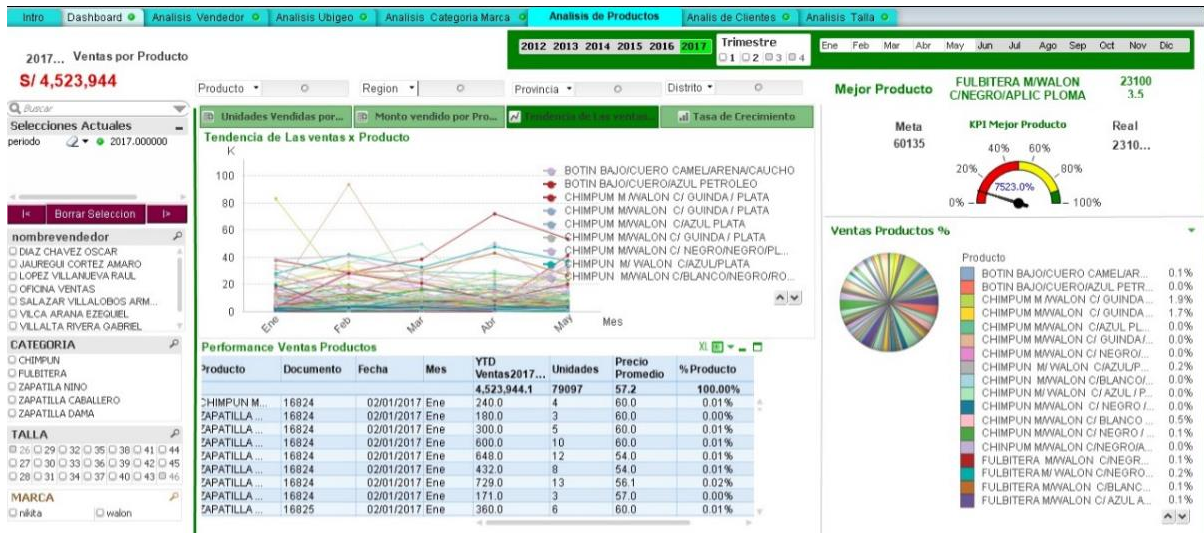 Intro Dashboard Analisis Vendedor Analisis Ubigeo Analisis Categoria Marca Analisis de Productos Analis de Clientes Analisis Talla
2017... Ventas por Producto
S/ 4,523,944
2012 2013 2014 2015 2016 2017
Trimestre
1 2 3 4
Ene Feb Mar Abr May Jun Jul Ago Sep Oct Nov Dic
Producto Region Provincia Distrito
Buscar
Selecciones Actuales
periodo 2017.000000
Borrar Seleccion
nombrevendedor
DIAZ CHAVEZ OSCAR
JAUREGUI CORTEZ AMARO
LOPEZ VILLANUEVA RAUL
OFICINA VENTAS
SALAZAR VILLALOBOS ARM...
VILCA ARANA EZEQUIEL
VILLALTA RIVERA GABRIEL
CATEGORIA
CHIMPUN
FULBITERA
ZAPATILA NINO
ZAPATILLA CABALLERO
ZAPATILLA DAMA
TALLA
26 29 32 35 38 41 44
27 30 33 36 39 42 45
28 31 34 37 40 43 46
MARCA
nikita walon
Unidades Vendidas por... Monto vendido por Pro... Tendencia de Las ventas... Tasa de Crecimiento
Tendencia de Las ventas x Producto
K
100
80
60
40
20
0
Ene Feb Mar Abr May Mes
BOTIN BAJO/CUERO CAMEL/ARENA/CAUCHO
BOTIN BAJO/CUERO/AZUL PETROLEO
CHIMPUM M /WALON C/ GUINDA / PLATA
CHIMPUM M/WALON C/ GUINDA / PLATA
CHIMPUM M/WALON C/AZUL PLATA
CHIMPUM M/WALON C/ GUINDA / PLATA
CHIMPUM M/WALON C/ NEGRO/NEGRO/PL...
CHIMPUN M/ WALON C/AZUL/PLATA
CHIMPUN M/WALON C/BLANCO/NEGRO/RO...
Performance Ventas Productos
XL
Producto Documento Fecha Mes YTD Ventas2017... Unidades Precio Promedio % Producto
4,523,944.1 79097 57.2 100.00%
CHIMPUN M... 16824 02/01/2017 Ene 240.0 4 60.0 0.01%
ZAPATILLA ... 16824 02/01/2017 Ene 180.0 3 60.0 0.00%
ZAPATILLA ... 16824 02/01/2017 Ene 300.0 5 60.0 0.01%
ZAPATILLA ... 16824 02/01/2017 Ene 600.0 10 60.0 0.01%
ZAPATILLA ... 16824 02/01/2017 Ene 648.0 12 54.0 0.01%
ZAPATILLA ... 16824 02/01/2017 Ene 432.0 8 54.0 0.01%
ZAPATILLA ... 16824 02/01/2017 Ene 729.0 13 56.1 0.02%
ZAPATILLA ... 16824 02/01/2017 Ene 171.0 3 57.0 0.00%
ZAPATILLA ... 16825 02/01/2017 Ene 360.0 6 60.0 0.01%
Mejor Producto
FULBITERA M/WALON
C/NEGRO/APLIC PLOMA
23100
3.5
Meta
60135
KPI Mejor Producto
0% 20% 40% 60% 80% 100%
7523.0%
Real
2310...
Ventas Productos %
Producto
BOTIN BAJO/CUERO CAMEL/AR... 0.1%
BOTIN BAJO/CUERO/AZUL PETR... 0.0%
CHIMPUM M /WALON C/ GUINDA... 1.9%
CHIMPUM M/WALON C/ GUINDA ... 1.7%
CHIMPUM M/WALON C/AZUL PL... 0.0%
CHIMPUM M/WALON C/ GUINDA/... 0.0%
CHIMPUM M/WALON C/ NEGRO/... 0.0%
CHIMPUN M/ WALON C/AZUL/P... 0.2%
CHIMPUN M/WALON C/BLANCO/... 0.0%
CHIMPUN M/WALON C/ AZUL / P... 0.0%
CHIMPUN M/WALON C/ NEGRO /... 0.0%
CHIMPUN M/WALON C/ BLANCO ... 0.5%
CHIMPUN M/WALON C/ NEGRO / ... 0.1%
CHINPUN M/WALON C/NEGRO/A... 0.0%
FULBITERA M/WALON C/NEGR... 0.1%
FULBITERA M/ WALON C/NEGRO... 0.2%
FULBITERA M/WALON C/BLANC... 0.1%
FULBITERA M/WALON C/ AZUL A... 0.1%